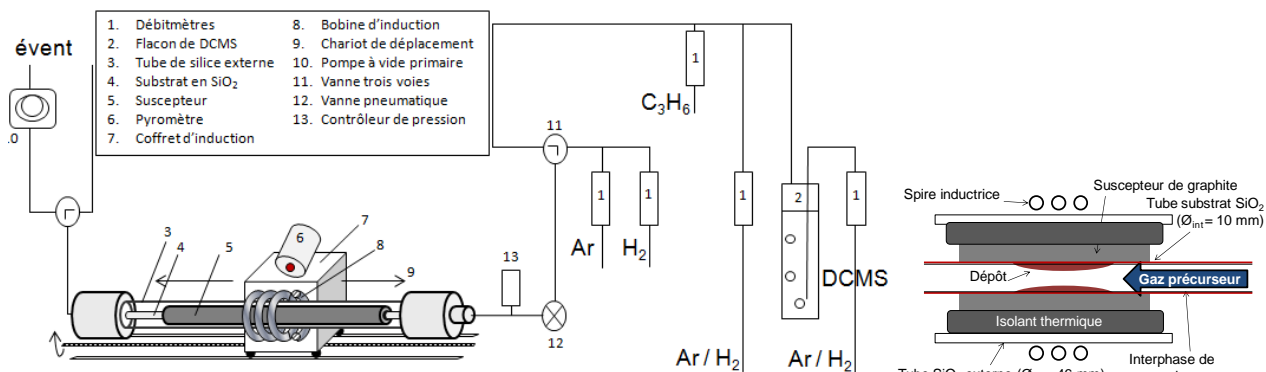 1. Débitmètres
2. Flacon de DCMS
3. Tube de silice externe
4. Substrat en SiO2
5. Suscepteur
6. Pyromètre
7. Coffret d'induction
8. Bobine d'induction
9. Chariot de déplacement
10. Pompe à vide primaire
11. Vanne trois voies
12. Vanne pneumatique
13. Contrôleur de pression
évent
3
4
5
6
7
8
9
13
12
11
1
C3H6
1
1
Ar
H2
1
2
1
DCMS
Ar / H2
Ar / H2
Spire inductrice
Suscepteur de graphite
Tube substrat SiO2
(Øint = 10 mm)
Dépôt
Gaz précurseur
Isolant thermique
Interphase de